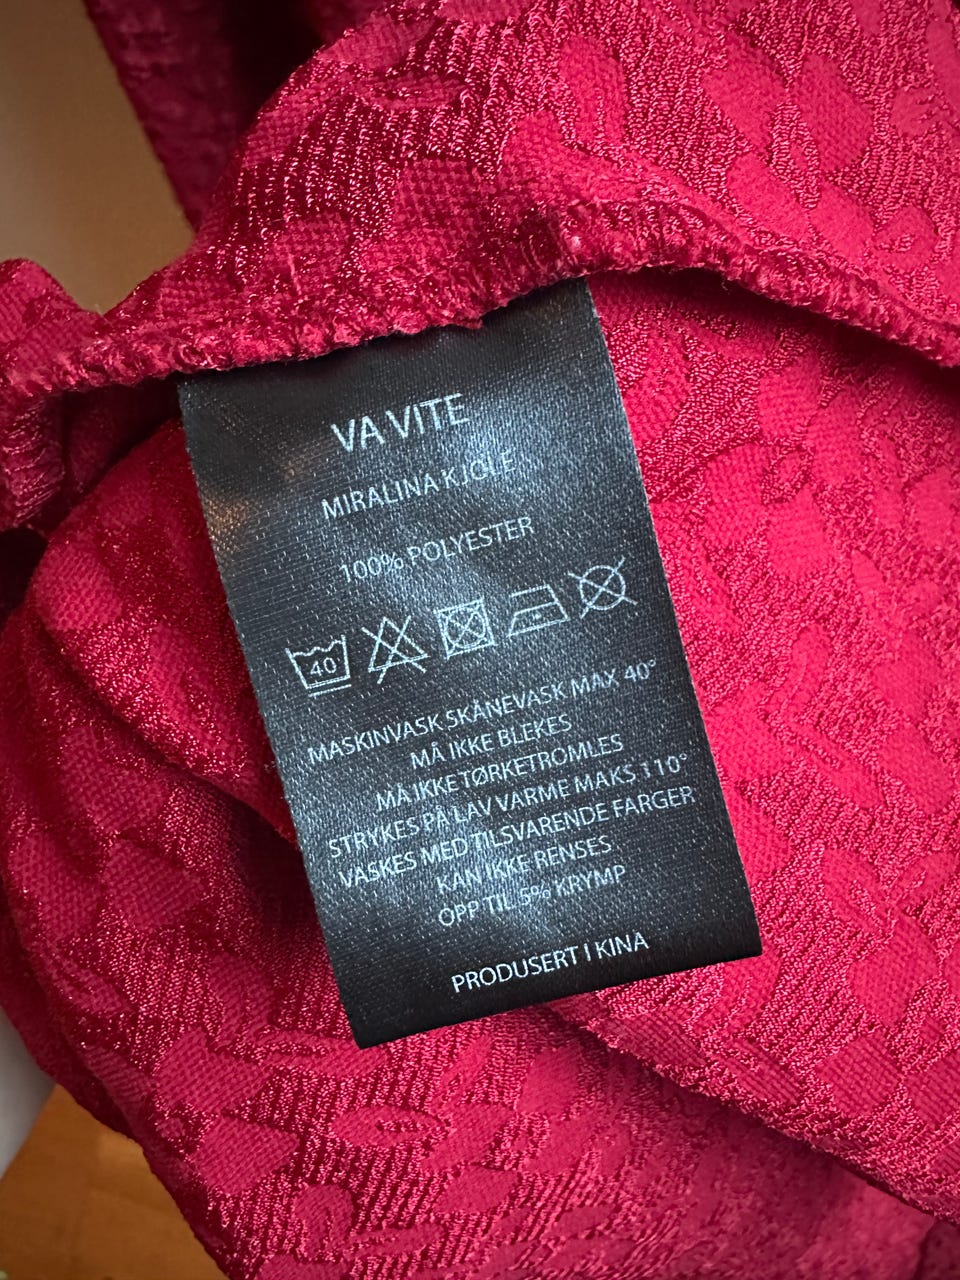 VA VITE
MIRALINA KJOLE
100% POLYESTER
40
MASKINVASK SKÅNEVASK MAX 40°
MÅ IKKE BLEKES
MÅ IKKE TØRKETROMLES
STRYKES PÅ LAV VARME MAKS 110°
VASKES MED TILSVARENDE FARGER
KAN IKKE RENSES
OPP TIL 5% KRYMP
PRODUSERT I KINA